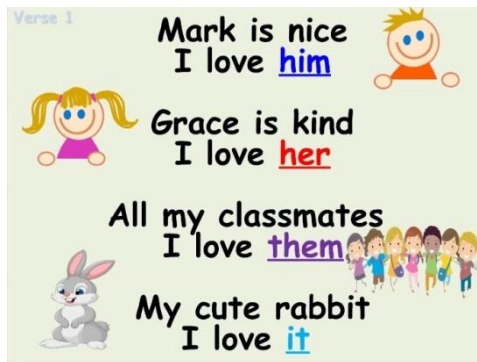 Verse 1
Mark is nice
I love him
Grace is kind
I love her
All my classmates
I love them
My cute rabbit
I love it